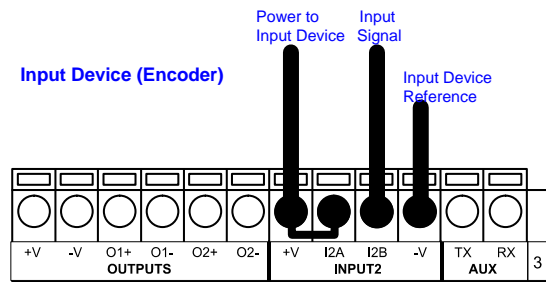 Power to
Input Device
Input
Signal
Input Device (Encoder)
Input Device
Reference
+V -V O1+ O1- O2+ O2- +V I2A I2B -V TX RX 3
OUTPUTS INPUT2 AUX